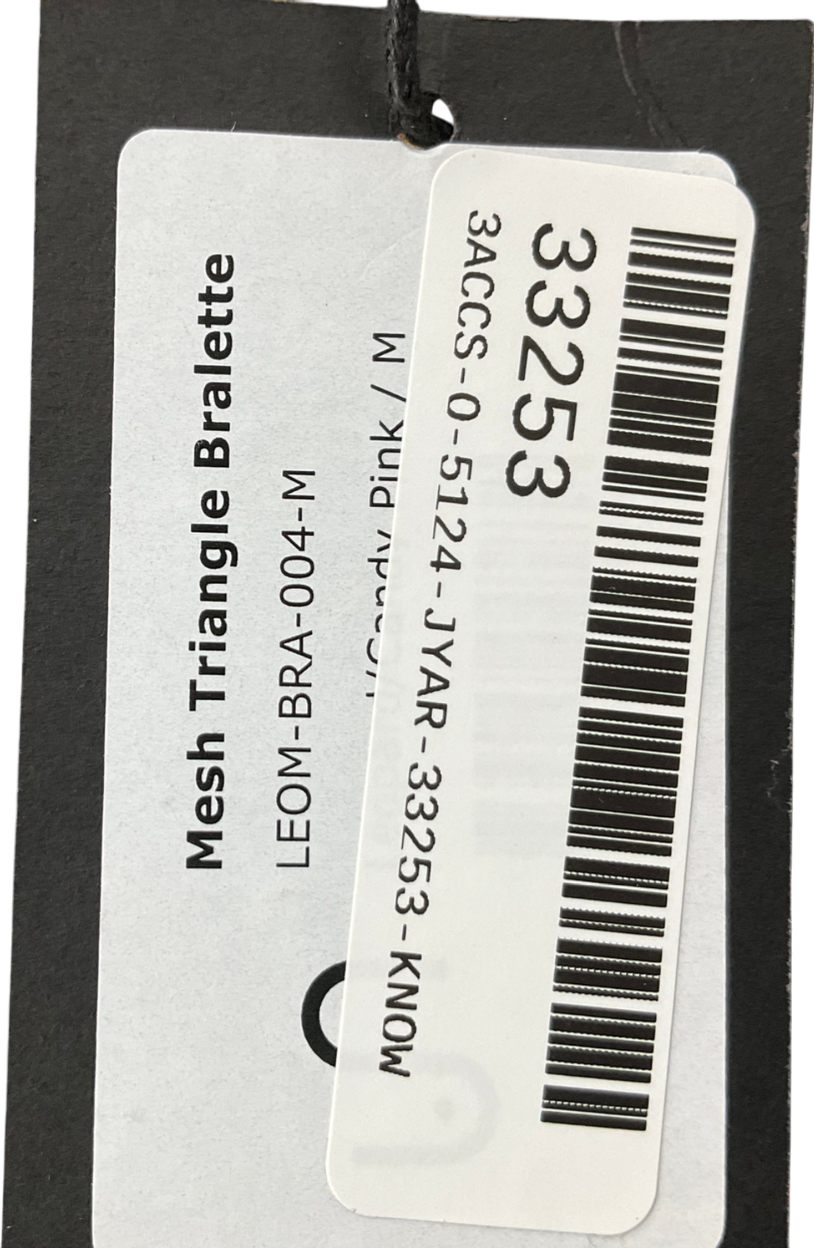 Mesh Triangle Bralette
LEOM-BRA-004-M
Pink / M
33253
3ACCS-0-5124-JYAR-33253-KNOW